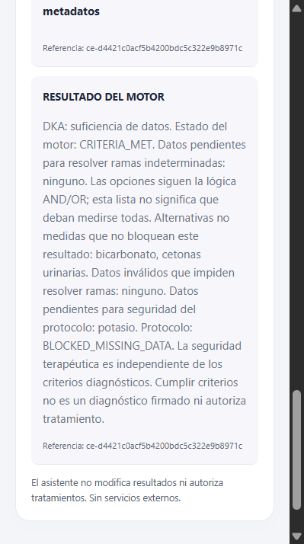 metadatos
Referencia: ce-d4421c0acf5b4200bdc5c322e9b8971c
RESULTADO DEL MOTOR
DKA: suficiencia de datos. Estado del
motor: CRITERIA_MET. Datos pendientes
para resolver ramas indeterminadas:
ninguno. Las opciones siguen la lógica
AND/OR; esta lista no significa que
deban medirse todas. Alternativas no
medidas que no bloquean este
resultado: bicarbonato, cetonas
urinarias. Datos inválidos que impiden
resolver ramas: ninguno. Datos
pendientes para seguridad del
protocolo: potasio. Protocolo:
BLOCKED_MISSING_DATA. La seguridad
terapéutica es independiente de los
criterios diagnósticos. Cumplir criterios
no es un diagnóstico firmado ni autoriza
tratamiento.
Referencia: ce-d4421c0acf5b4200bdc5c322e9b8971c
El asistente no modifica resultados ni autoriza
tratamientos. Sin servicios externos.